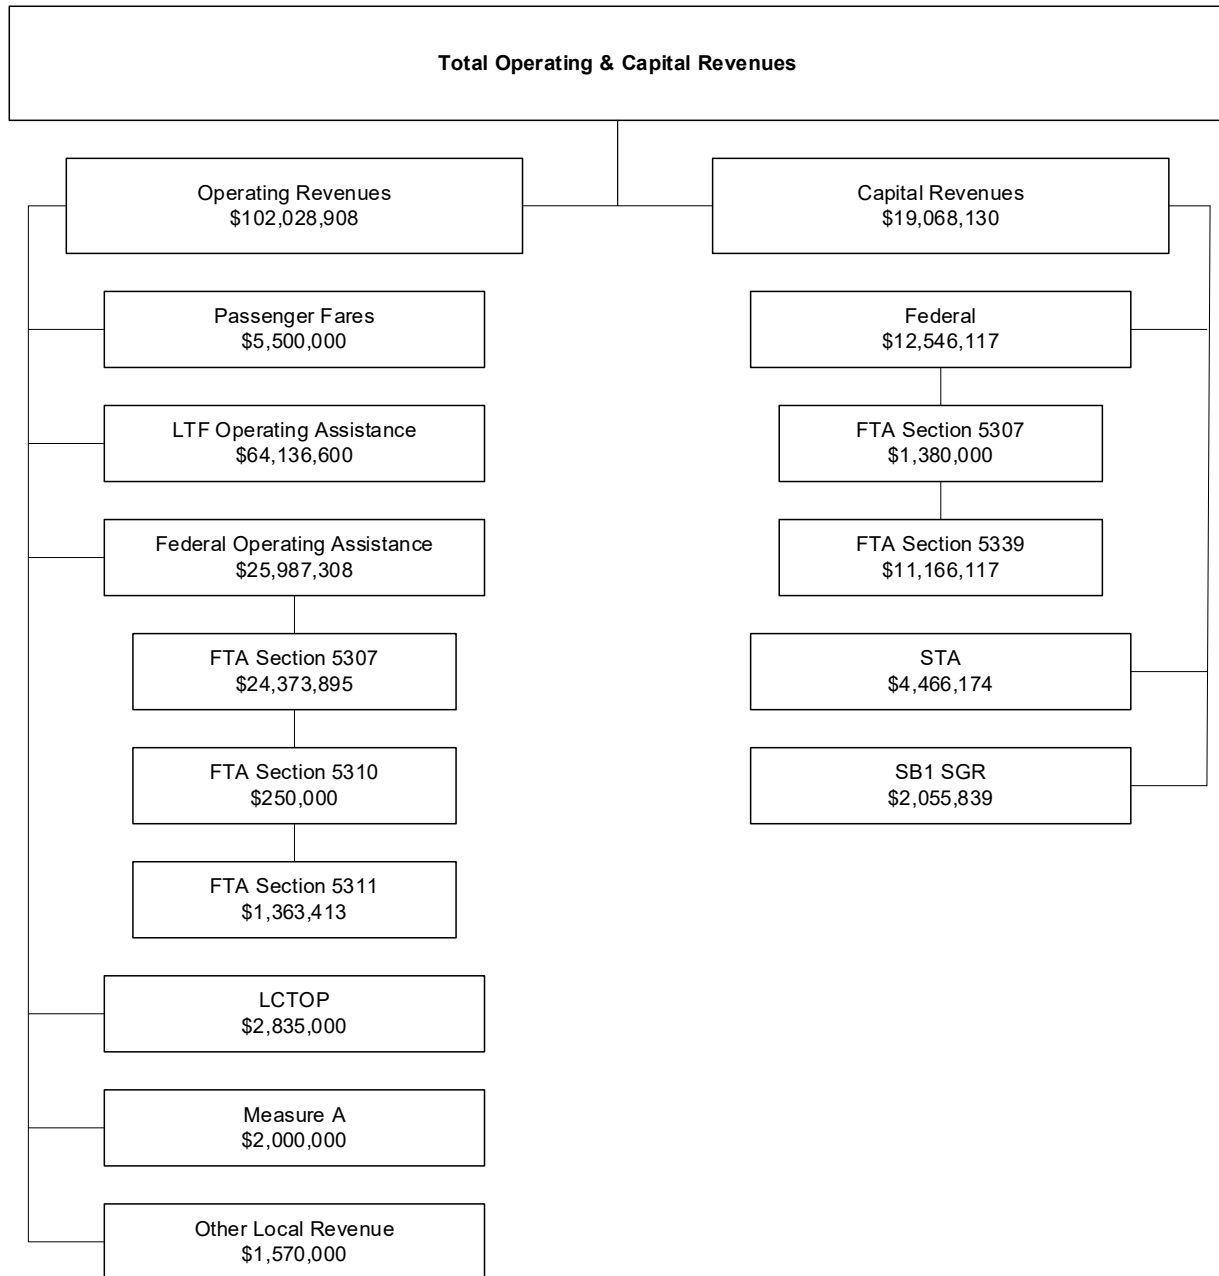 Total Operating & Capital Revenues
Operating Revenues
$102,028,908
Capital Revenues
$19,068,130
Passenger Fares
$5,500,000
LTF Operating Assistance
$64,136,600
Federal Operating Assistance
$25,987,308
FTA Section 5307
$24,373,895
FTA Section 5310
$250,000
FTA Section 5311
$1,363,413
LCTOP
$2,835,000
Measure A
$2,000,000
Other Local Revenue
$1,570,000
Federal
$12,546,117
FTA Section 5307
$1,380,000
FTA Section 5339
$11,166,117
STA
$4,466,174
SB1 SGR
$2,055,839